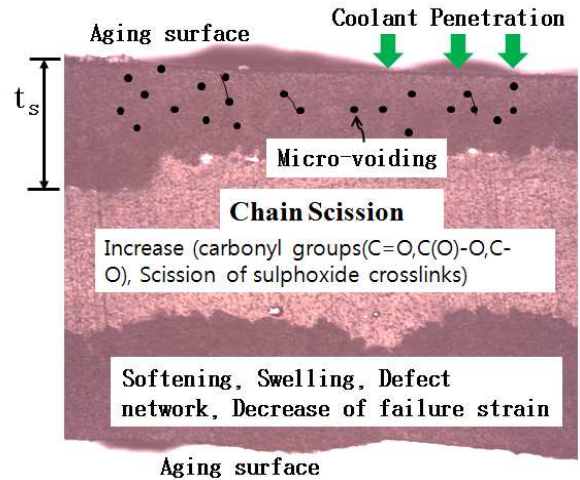 Coolant Penetration
Aging surface
ts
Micro-voiding
Chain Scission
Increase (carbonyl groups(C=O,C(O)-O,C-
O), Scission of sulphoxide crosslinks)
Softening, Swelling, Defect
network, Decrease of failure strain
Aging surface